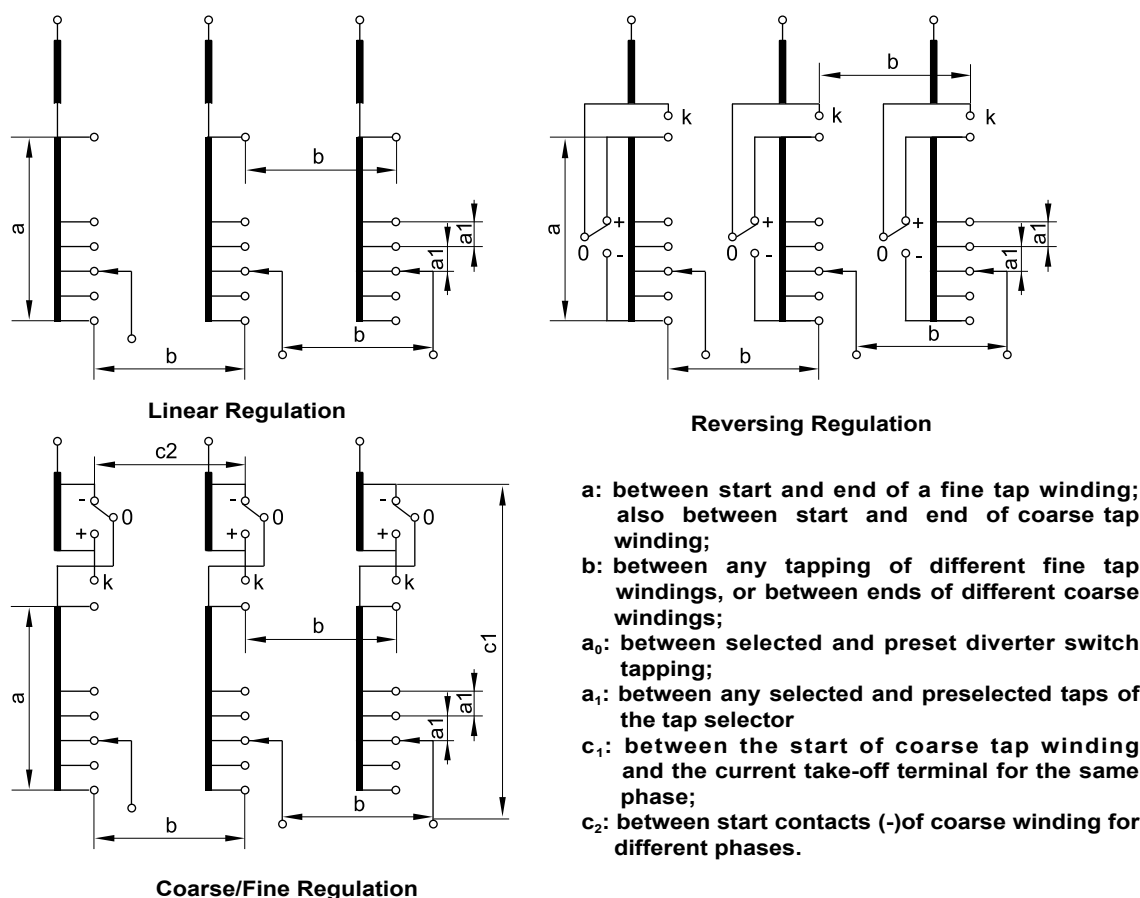 b
k
k
k
b
a
a1
a1
a
+
+
+
a1
a1
0
-
0
-
0
-
b
b
b
b
Linear Regulation
Reversing Regulation
c2
-
-
-
0
0
0
+
+
+
k
k
k
b
c1
a
a1
a1
b
b
Coarse/Fine Regulation
a: between start and end of a fine tap winding;
also between start and end of coarse tap
winding;
b: between any tapping of different fine tap
windings, or between ends of different coarse
windings;
a₀: between selected and preset diverter switch
tapping;
a₁: between any selected and preselected taps of
the tap selector
c₁: between the start of coarse tap winding
and the current take-off terminal for the same
phase;
c₂: between start contacts (-)of coarse winding for
different phases.